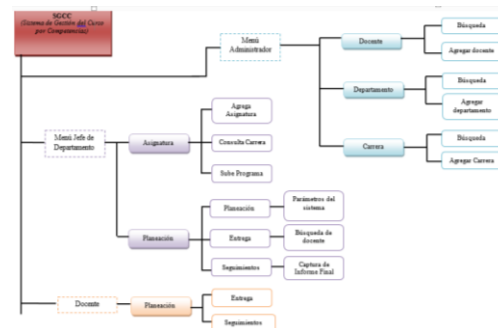 SGCC
(Sistema de Gestión del Curso
por Competencias)
Menú
Administrador
Docente
Búsqueda
Agregar docente
Departamento
Búsqueda
Agregar
departamento
Carrera
Búsqueda
Agregar Carrera
Menú Jefe de
Departamento
Asignatura
Agrega
Asignatura
Consulta Carrera
Sube Programa
Planeación
Planeación
Parámetros del
sistema
Entrega
Búsqueda de
docente
Seguimientos
Captura de
Informe Final
Docente
Planeación
Entrega
Seguimientos